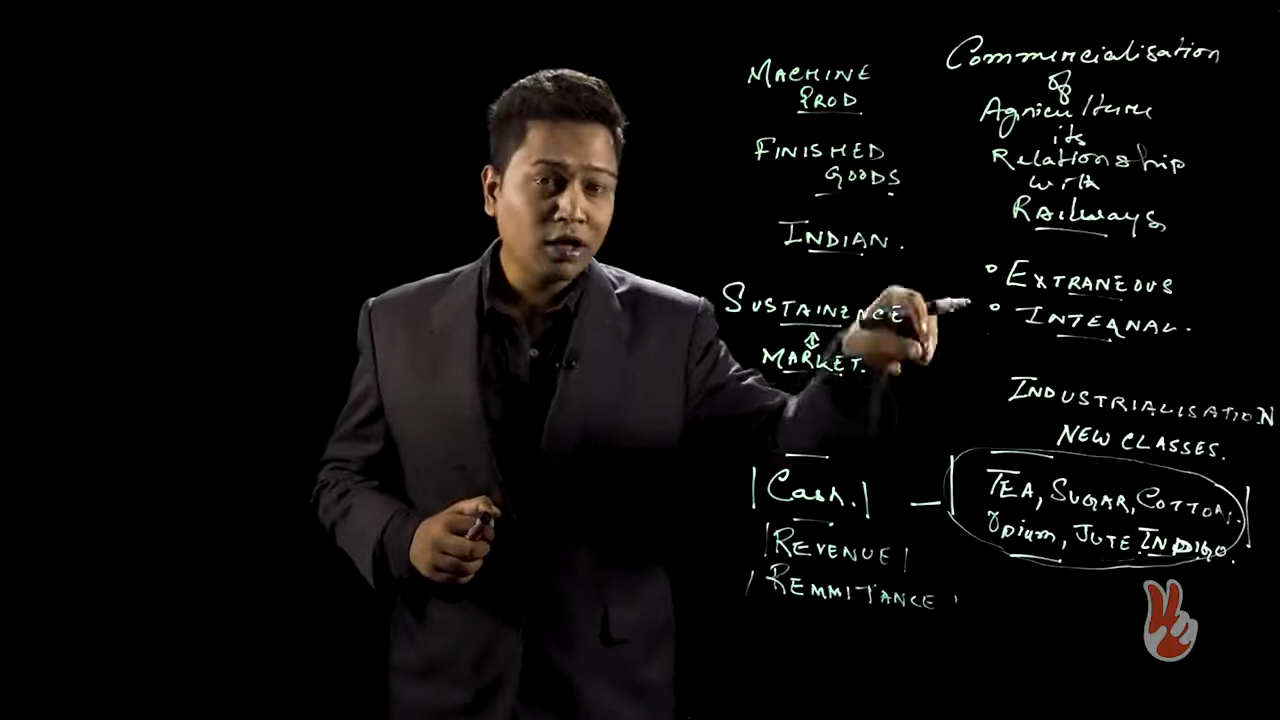 MACHINE
PROD
FINISHED
GOODS
INDIAN.
SUSTAINENCE
MARKET.
|Cash.|
|REVENUE|
|REMMITANCE|
Commercialisation
of
Agriculture
its
Relationship
with
RAilways
° EXTRANEOUS
° INTERNAL.
INDUSTRIALISATION
NEW CLASSES.
TEA, SUGAR, COTTON.
Opium, JUTE INDIGO.